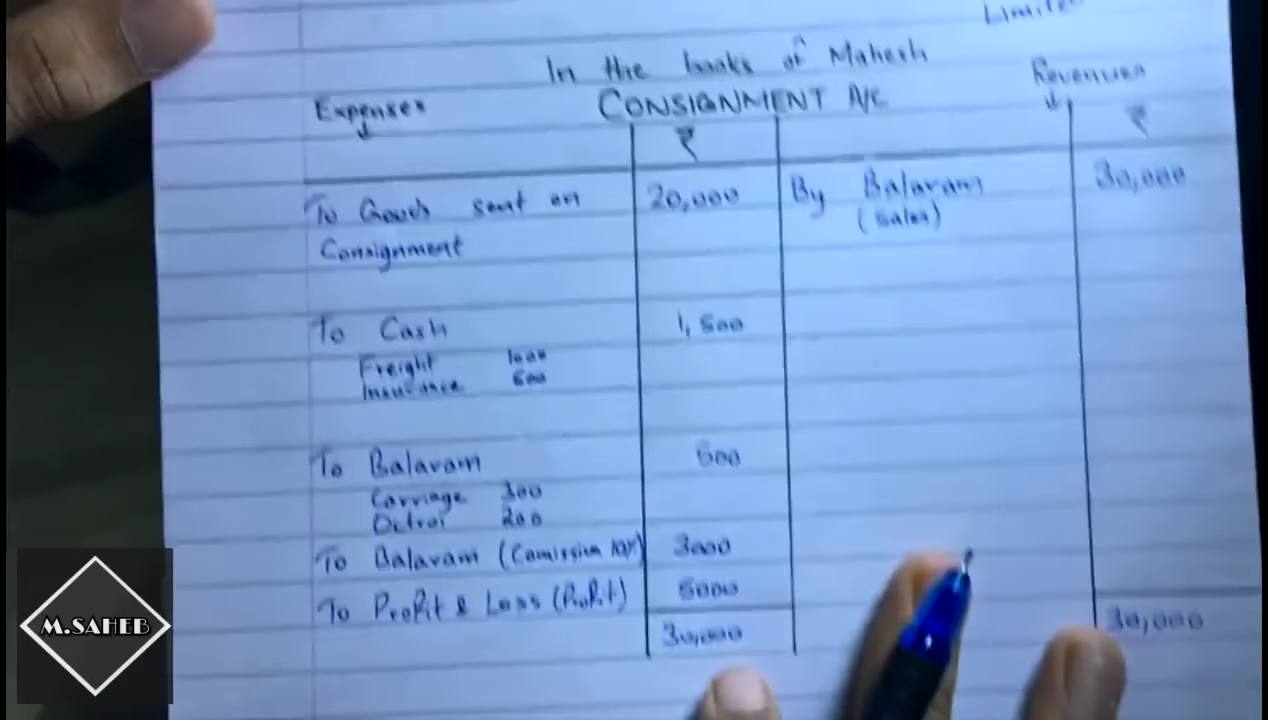 Limite
In the books of Mahesh
Expenses CONSIGNMENT A/C Revenues
₹ ₹
To Goods sent on 20,000 By Balaram 30,000
Consignment (Sales)
To Cash 1,500
Freight 1000
Insurance 500
To Balaram 500
Carriage 300
Octroi 200
To Balaram (Comission 10%) 3000
To Profit & Loss (Profit) 5000
30,000 30,000
M.SAHEB